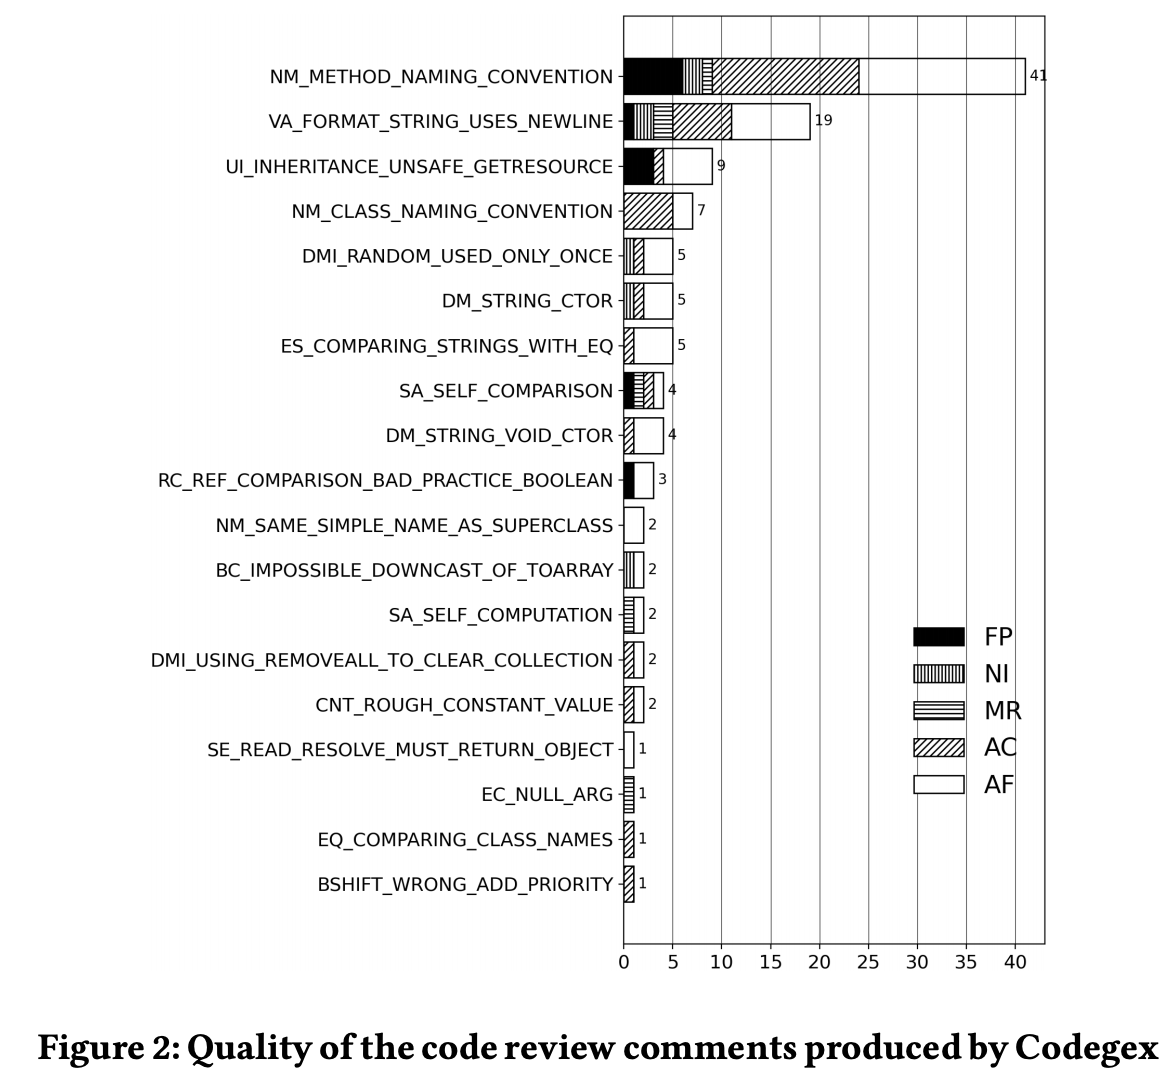 NM_METHOD_NAMING_CONVENTION 41
VA_FORMAT_STRING_USES_NEWLINE 19
UI_INHERITANCE_UNSAFE_GETRESOURCE 9
NM_CLASS_NAMING_CONVENTION 7
DMI_RANDOM_USED_ONLY_ONCE 5
DM_STRING_CTOR 5
ES_COMPARING_STRINGS_WITH_EQ 5
SA_SELF_COMPARISON 4
DM_STRING_VOID_CTOR 4
RC_REF_COMPARISON_BAD_PRACTICE_BOOLEAN 3
NM_SAME_SIMPLE_NAME_AS_SUPERCLASS 2
BC_IMPOSSIBLE_DOWNCAST_OF_TOARRAY 2
SA_SELF_COMPUTATION 2
DMI_USING_REMOVEALL_TO_CLEAR_COLLECTION 2
CNT_ROUGH_CONSTANT_VALUE 2
SE_READ_RESOLVE_MUST_RETURN_OBJECT 1
EC_NULL_ARG 1
EQ_COMPARING_CLASS_NAMES 1
BSHIFT_WRONG_ADD_PRIORITY 1
FP
NI
MR
AC
AF
0 5 10 15 20 25 30 35 40
Figure 2: Quality of the code review comments produced by Codegex